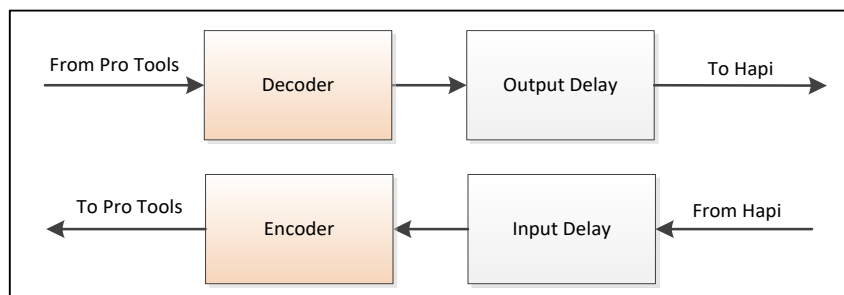 From Pro Tools
Decoder
Output Delay
To Hapi
To Pro Tools
Encoder
Input Delay
From Hapi